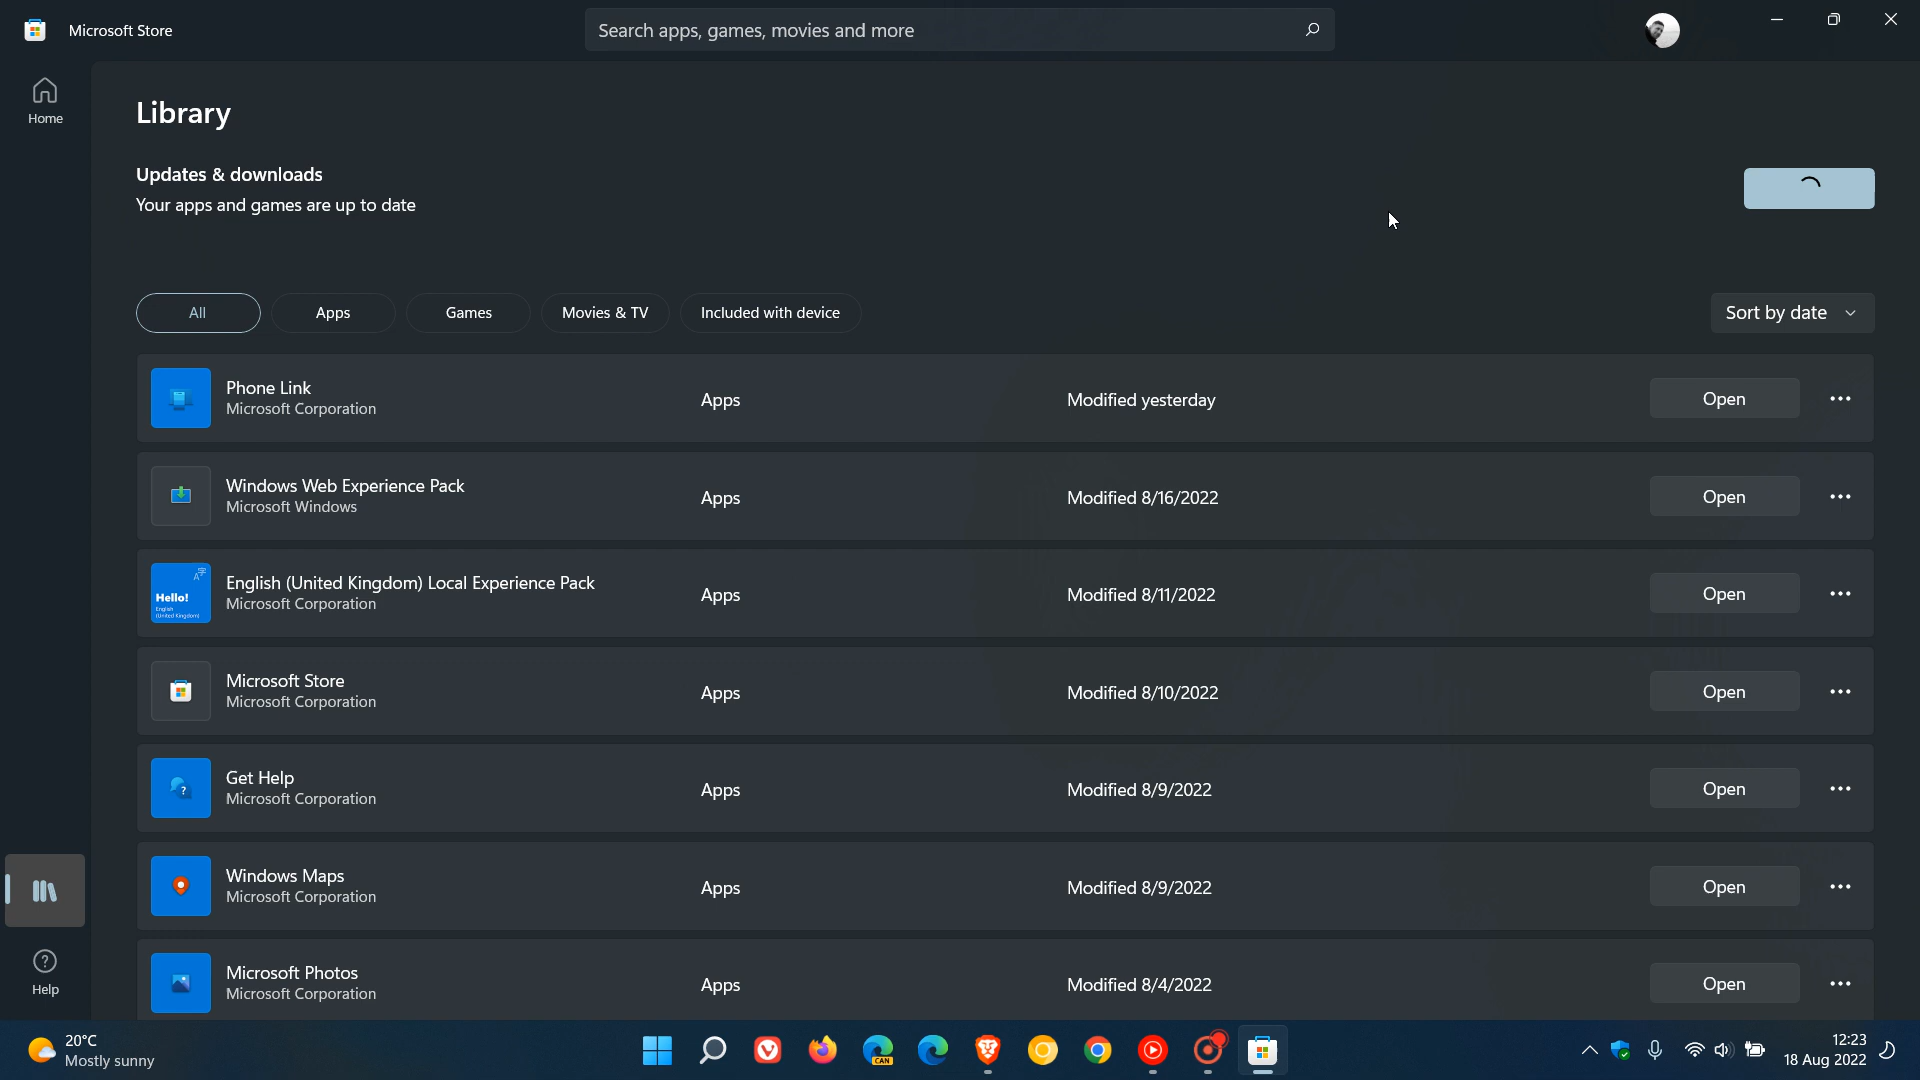 Microsoft Store
Search apps, games, movies and more
Home
Library
Updates & downloads
Your apps and games are up to date
All
Apps
Games
Movies & TV
Included with device
Sort by date
Phone Link
Microsoft Corporation
Apps
Modified yesterday
Open
Windows Web Experience Pack
Microsoft Windows
Apps
Modified 8/16/2022
Open
Hello!
English
(United Kingdom)
English (United Kingdom) Local Experience Pack
Microsoft Corporation
Apps
Modified 8/11/2022
Open
Microsoft Store
Microsoft Corporation
Apps
Modified 8/10/2022
Open
Get Help
Microsoft Corporation
Apps
Modified 8/9/2022
Open
Windows Maps
Microsoft Corporation
Apps
Modified 8/9/2022
Open
Microsoft Photos
Microsoft Corporation
Apps
Modified 8/4/2022
Open
Help
20°C
Mostly sunny
CAN
12:23
18 Aug 2022